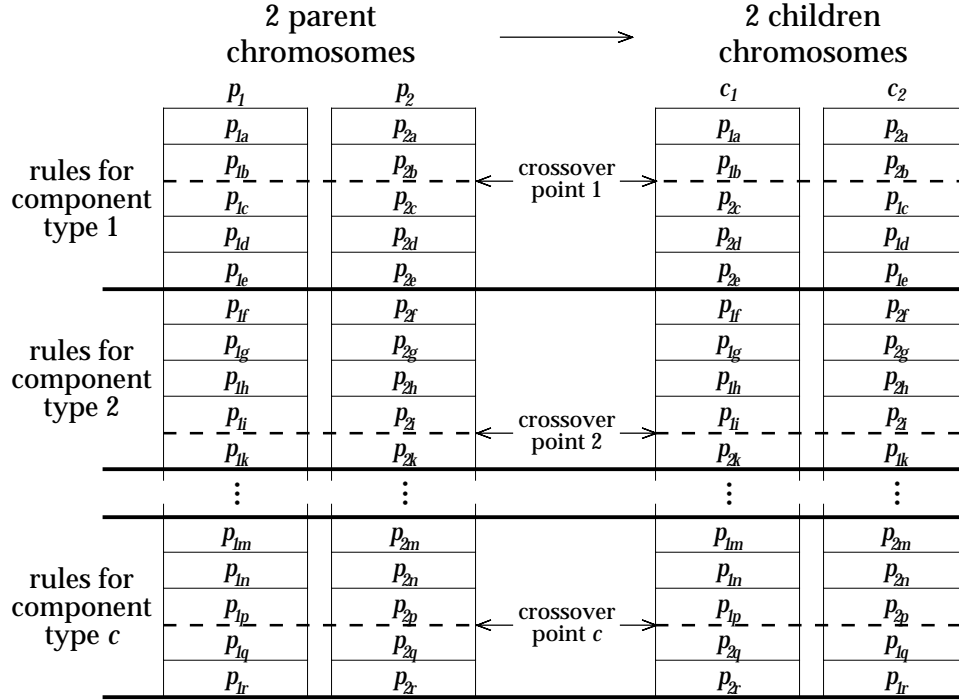 2 parent chromosomes
2 children chromosomes
p1 p2 c1 c2
p1a p2a p1a p2a
rules for component type 1
p1b p2b crossover point 1 p1b p2b
p1c p2c p2c p1c
p1d p2d p2d p1d
p1e p2e p2e p1e
p1f p2f p1f p2f
rules for component type 2
p1g p2g p1g p2g
p1h p2h p1h p2h
p1i p2i crossover point 2 p1i p2i
p1k p2k p2k p1k
⋮ ⋮ ⋮ ⋮
p1m p2m p1m p2m
rules for component type c
p1n p2n p1n p2n
p1p p2p crossover point c p1p p2p
p1q p2q p2q p1q
p1r p2r p2r p1r